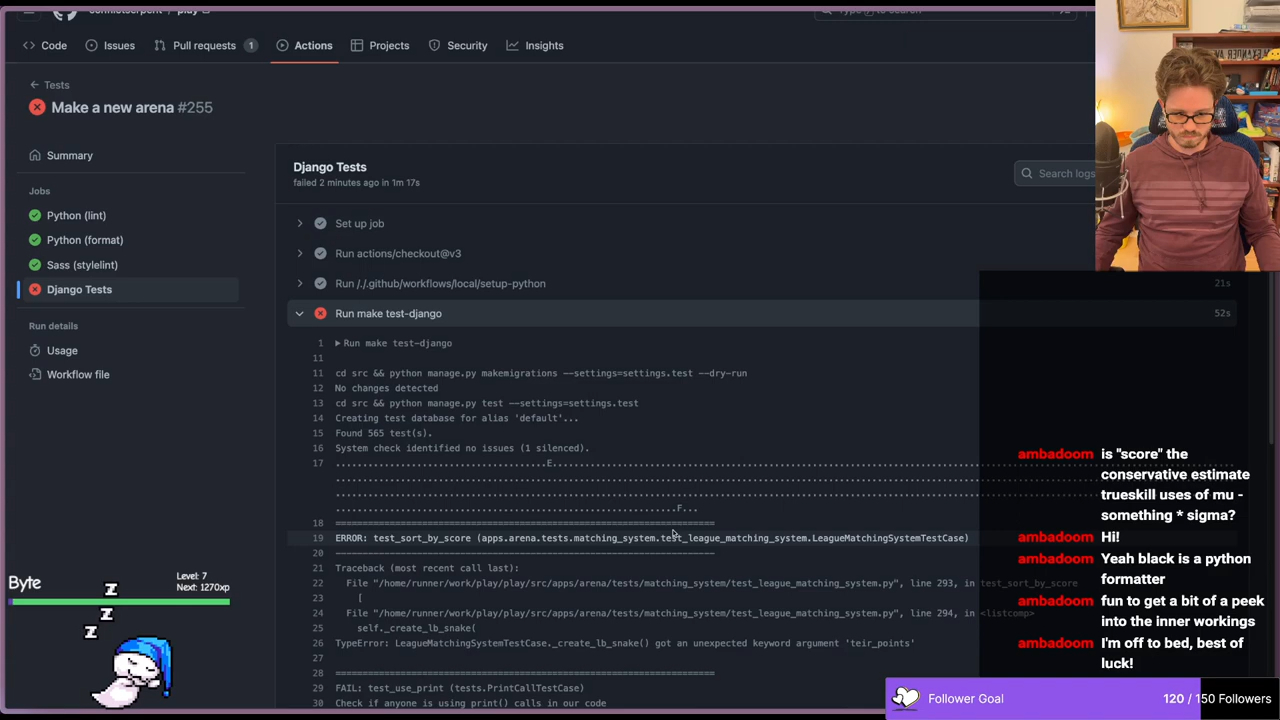 play
Type / to search
Code
Issues
Pull requests 1
Actions
Projects
Security
Insights
← Tests
Make a new arena #255
Summary
Jobs
Python (lint)
Python (format)
Sass (stylelint)
Django Tests
Run details
Usage
Workflow file
Django Tests
failed 2 minutes ago in 1m 17s
Search logs
Set up job
Run actions/checkout@v3
Run /./.github/workflows/local/setup-python 21s
Run make test-django 52s
1 Run make test-django
11
11 cd src && python manage.py makemigrations --settings=settings.test --dry-run
12 No changes detected
13 cd src && python manage.py test --settings=settings.test
14 Creating test database for alias 'default'...
15 Found 565 test(s).
16 System check identified no issues (1 silenced).
17 ......................................E.............................................................................
....................................................................................................................
....................................................................................................................
.............................................................F...
18 ======================================================================
19 ERROR: test_sort_by_score (apps.arena.tests.matching_system.test_league_matching_system.LeagueMatchingSystemTestCase)
20 ----------------------------------------------------------------------
21 Traceback (most recent call last):
22 File "/home/runner/work/play/play/src/apps/arena/tests/matching_system/test_league_matching_system.py", line 293, in test_sort_by_score
23 [
24 File "/home/runner/work/play/play/src/apps/arena/tests/matching_system/test_league_matching_system.py", line 294, in <listcomp>
25 self._create_lb_snake(
26 TypeError: LeagueMatchingSystemTestCase._create_lb_snake() got an unexpected keyword argument 'teir_points'
27
28 ======================================================================
29 FAIL: test_use_print (tests.PrintCallTestCase)
30 Check if anyone is using print() calls in our code
ambadoom is "score" the
conservative estimate
trueskill uses of mu -
something * sigma?
ambadoom Hi!
ambadoom Yeah black is a python
formatter
ambadoom fun to get a bit of a peek
into the inner workings
ambadoom I'm off to bed, best of
luck!
Byte
Level: 7
Next: 1270xp
z
z
z
Follower Goal 120 / 150 Followers